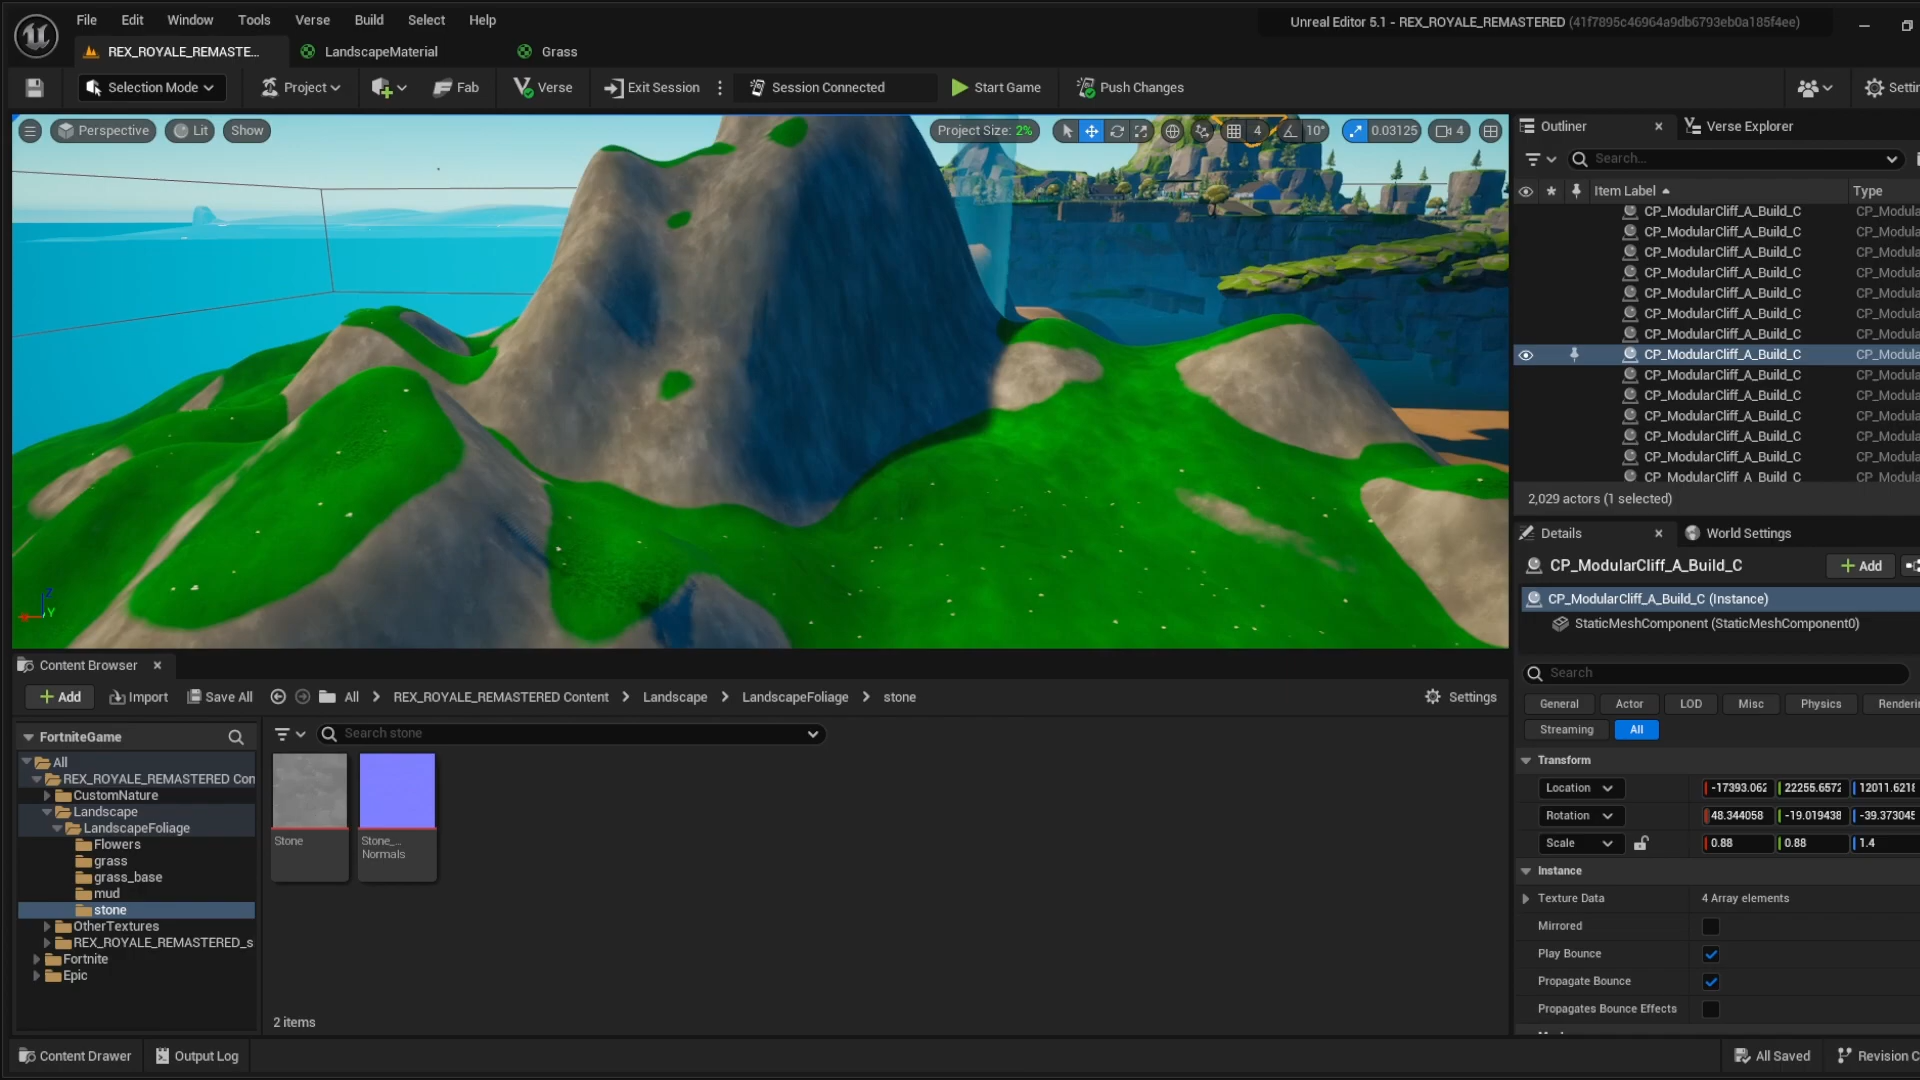 File Edit Window Tools Verse Build Select Help
Unreal Editor 5.1 - REX_ROYALE_REMASTERED (41f7895c46964a9db6793eb0a185f4ee)
REX_ROYALE_REMASTE... LandscapeMaterial Grass
Selection Mode Project Fab Verse Exit Session Session Connected Start Game Push Changes Settin
Perspective Lit Show
Project Size: 2% 4 10° 0.03125 4
Outliner Verse Explorer
Search...
Item Label Type
CP_ModularCliff_A_Build_C CP_Modula
CP_ModularCliff_A_Build_C CP_Modula
CP_ModularCliff_A_Build_C CP_Modula
CP_ModularCliff_A_Build_C CP_Modula
CP_ModularCliff_A_Build_C CP_Modula
CP_ModularCliff_A_Build_C CP_Modula
CP_ModularCliff_A_Build_C CP_Modula
CP_ModularCliff_A_Build_C CP_Modula
CP_ModularCliff_A_Build_C CP_Modula
CP_ModularCliff_A_Build_C CP_Modula
CP_ModularCliff_A_Build_C CP_Modula
CP_ModularCliff_A_Build_C CP_Modula
CP_ModularCliff_A_Build_C CP_Modula
CP_ModularCliff_A_Build_C CP_Modula
2,029 actors (1 selected)
Details World Settings
CP_ModularCliff_A_Build_C Add
CP_ModularCliff_A_Build_C (Instance)
StaticMeshComponent (StaticMeshComponent0)
Search
General Actor LOD Misc Physics Renderin
Streaming All
Transform
Location -17393.062 22255.6572 12011.6218
Rotation 48.344058 -19.019438 -39.373045
Scale 0.88 0.88 1.4
Instance
Texture Data 4 Array elements
Mirrored
Play Bounce
Propagate Bounce
Propagates Bounce Effects
Z
Y
Content Browser
Add Import Save All All REX_ROYALE_REMASTERED Content Landscape LandscapeFoliage stone Settings
FortniteGame
Search stone
All
REX_ROYALE_REMASTERED Con
CustomNature
Landscape
LandscapeFoliage
Flowers
grass
grass_base
mud
stone
OtherTextures
REX_ROYALE_REMASTERED_s
Fortnite
Epic
Stone
Stone_...
Normals
2 items
Content Drawer Output Log All Saved Revision C